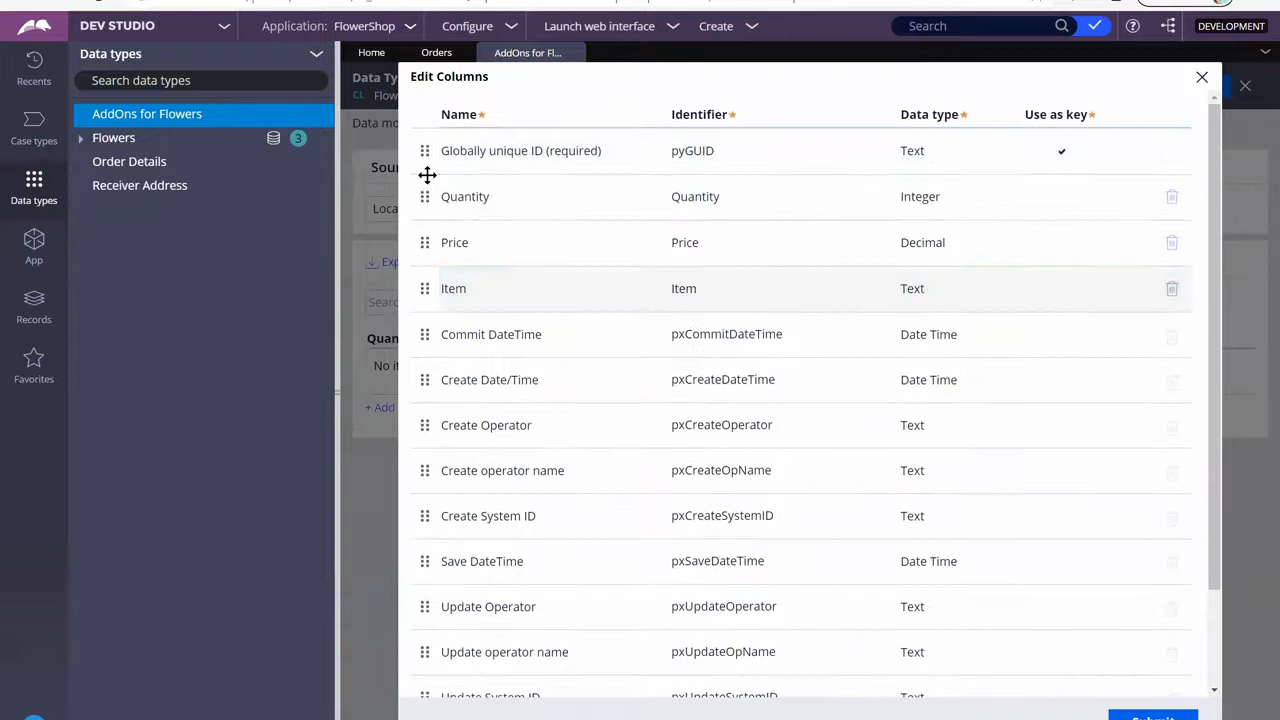 DEV STUDIO
Application: FlowerShop
Configure
Launch web interface
Create
Search
DEVELOPMENT
Recents
Case types
Data types
App
Records
Favorites
Data types
Search data types
AddOns for Flowers
Flowers
3
Order Details
Receiver Address
Home
Orders
AddOns for Fl...
Data Ty
CL Flow
Data mo
Sour
Loca
Exp
Sear
Quan
No it
+ Add
Edit Columns
Name* Identifier* Data type* Use as key*
Globally unique ID (required) pyGUID Text
Quantity Quantity Integer
Price Price Decimal
Item Item Text
Commit DateTime pxCommitDateTime Date Time
Create Date/Time pxCreateDateTime Date Time
Create Operator pxCreateOperator Text
Create operator name pxCreateOpName Text
Create System ID pxCreateSystemID Text
Save DateTime pxSaveDateTime Date Time
Update Operator pxUpdateOperator Text
Update operator name pxUpdateOpName Text
Update System ID pxUpdateSystemID Text
Submit